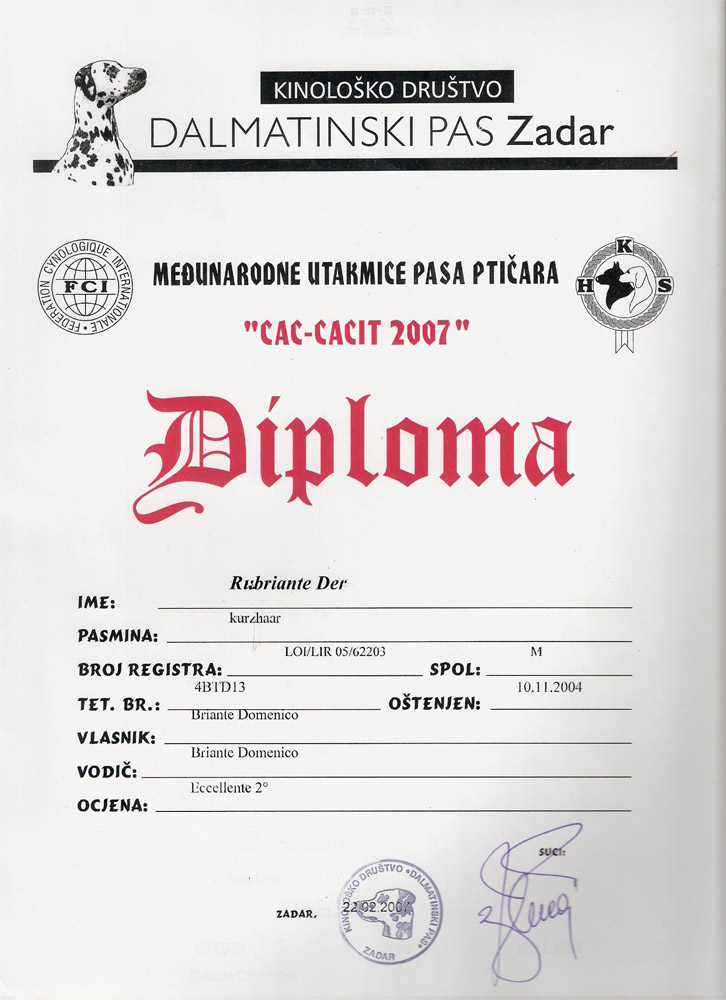 KINOLOŠKO DRUŠTVO
DALMATINSKI PAS Zadar
FEDERATION CYNOLOGIQUE INTERNATIONALE •
FCI
MEĐUNARODNE UTAKMICE PASA PTIČARA
K
H S
"CAC-CACIT 2007"
Diploma
IME: Rubriante Der
PASMINA: kurzhaar
BROJ REGISTRA: LOI/LIR 05/62203 SPOL: M
TET. BR.: 4BTD13 OŠTENJEN: 10.11.2004
VLASNIK: Briante Domenico
VODIČ: Briante Domenico
OCJENA: Eccellente 2°
SUCI:
ZADAR, 22.02.2007
KINOLOŠKO DRUŠTVO •DALMATINSKI PAS•
ZADAR